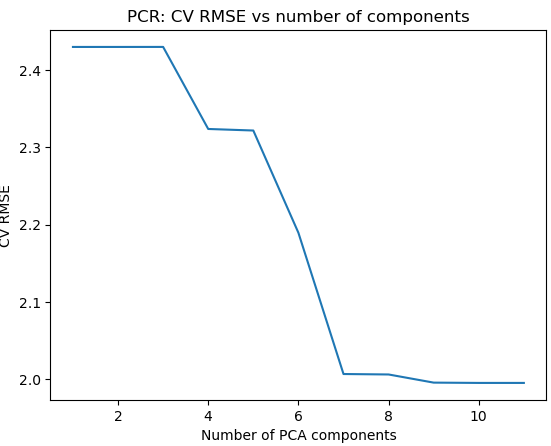 PCR: CV RMSE vs number of components
2.4
2.3
2.2
2.1
2.0
CV RMSE
2 4 6 8 10
Number of PCA components